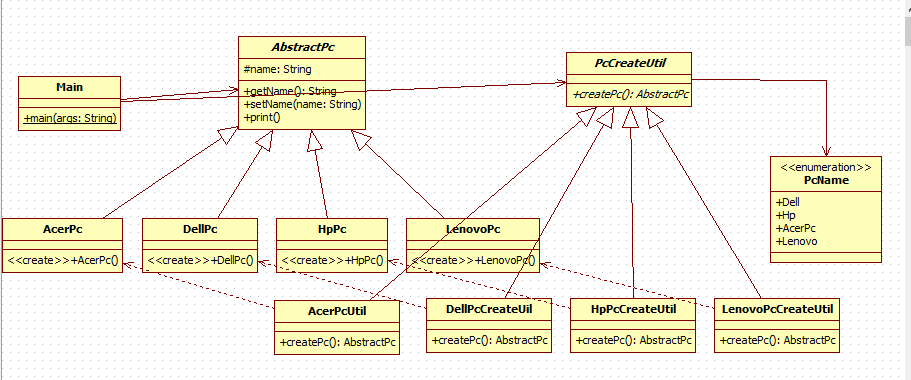 AbstractPc
#name: String
+getName(): String
+setName(name: String)
+print()
PcCreateUtil
+createPc(): AbstractPc
Main
+main(args: String)
<<enumeration>>
PcName
+Dell
+Hp
+AcerPc
+Lenovo
AcerPc
<<create>>+AcerPc()
DellPc
<<create>>+DellPc()
HpPc
<<create>>+HpPc()
LenovoPc
<<create>>+LenovoPc()
AcerPcUtil
+createPc(): AbstractPc
DellPcCreateUil
+createPc(): AbstractPc
HpPcCreateUtil
+createPc(): AbstractPc
LenovoPcCreateUtil
+createPc(): AbstractPc